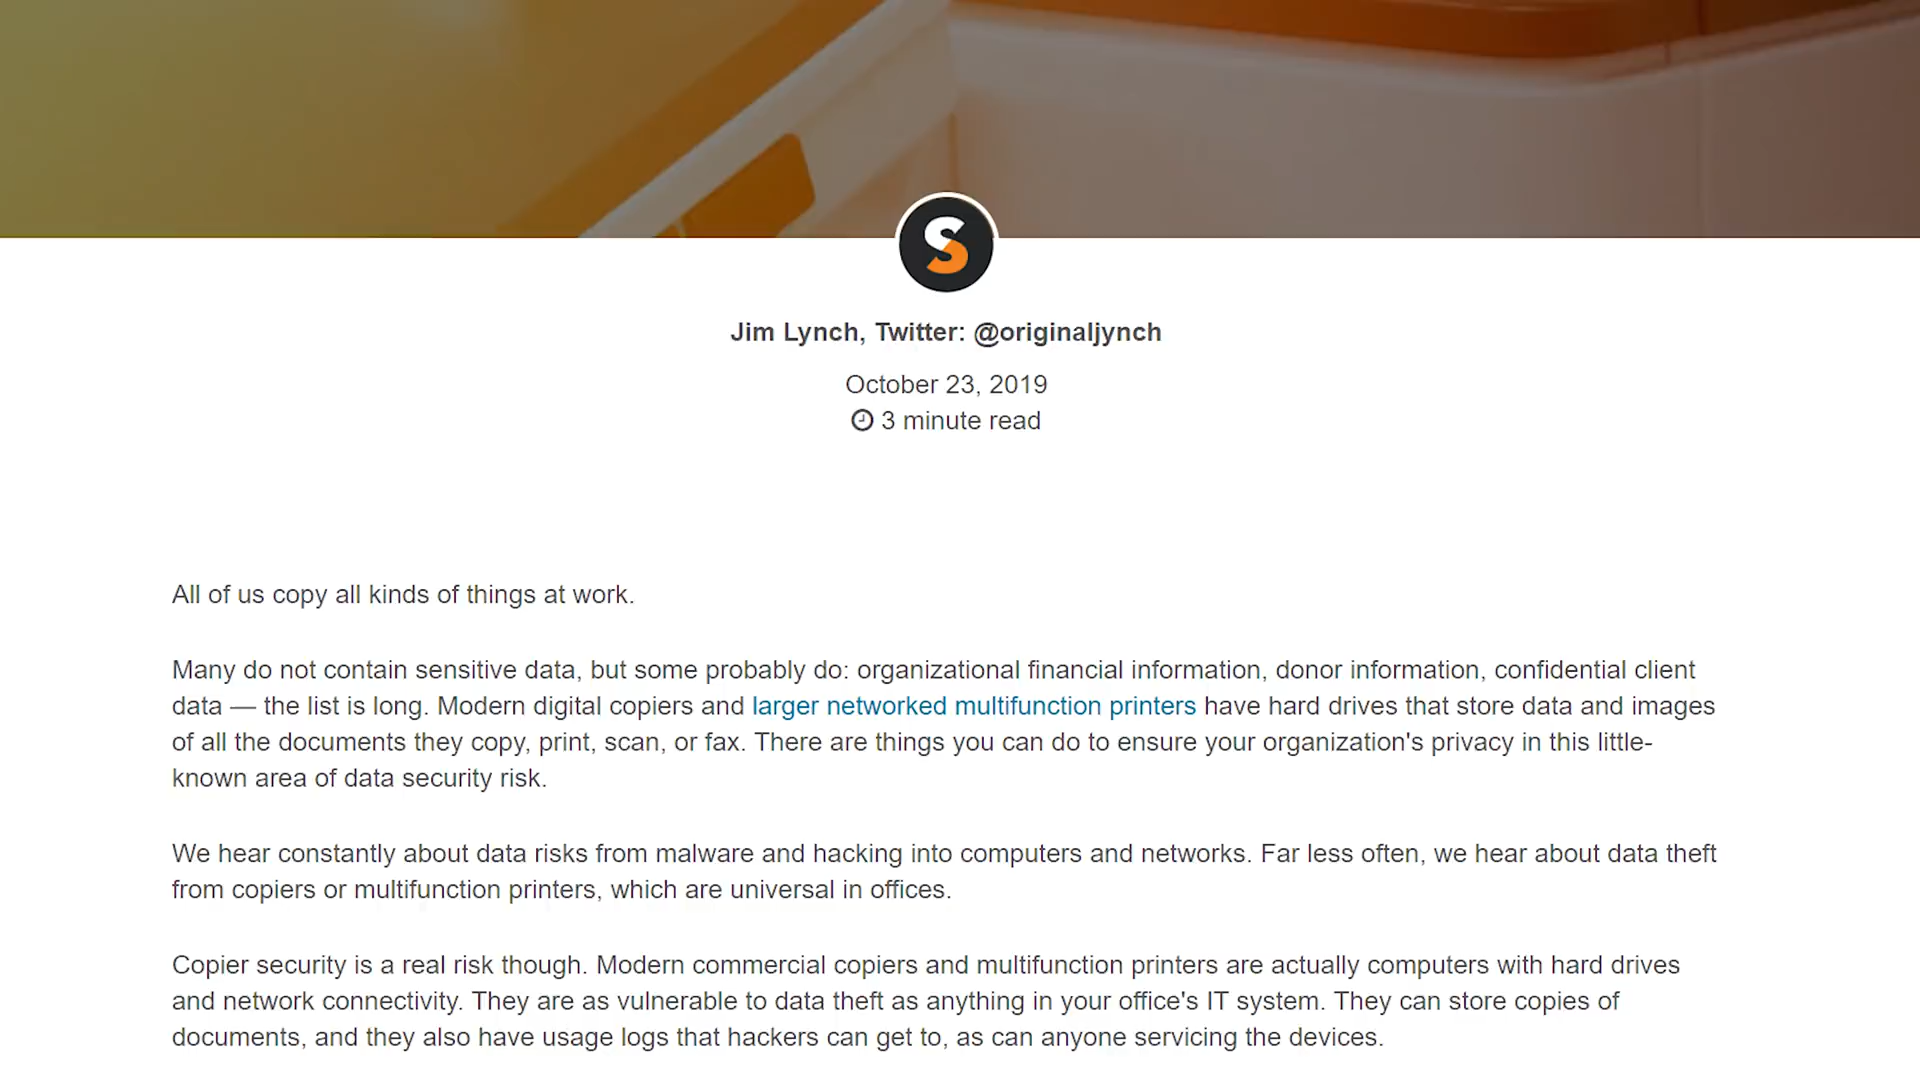 S
Jim Lynch, Twitter: @originaljynch
October 23, 2019
3 minute read
All of us copy all kinds of things at work.
Many do not contain sensitive data, but some probably do: organizational financial information, donor information, confidential client
data — the list is long. Modern digital copiers and larger networked multifunction printers have hard drives that store data and images
of all the documents they copy, print, scan, or fax. There are things you can do to ensure your organization's privacy in this little-
known area of data security risk.
We hear constantly about data risks from malware and hacking into computers and networks. Far less often, we hear about data theft
from copiers or multifunction printers, which are universal in offices.
Copier security is a real risk though. Modern commercial copiers and multifunction printers are actually computers with hard drives
and network connectivity. They are as vulnerable to data theft as anything in your office's IT system. They can store copies of
documents, and they also have usage logs that hackers can get to, as can anyone servicing the devices.